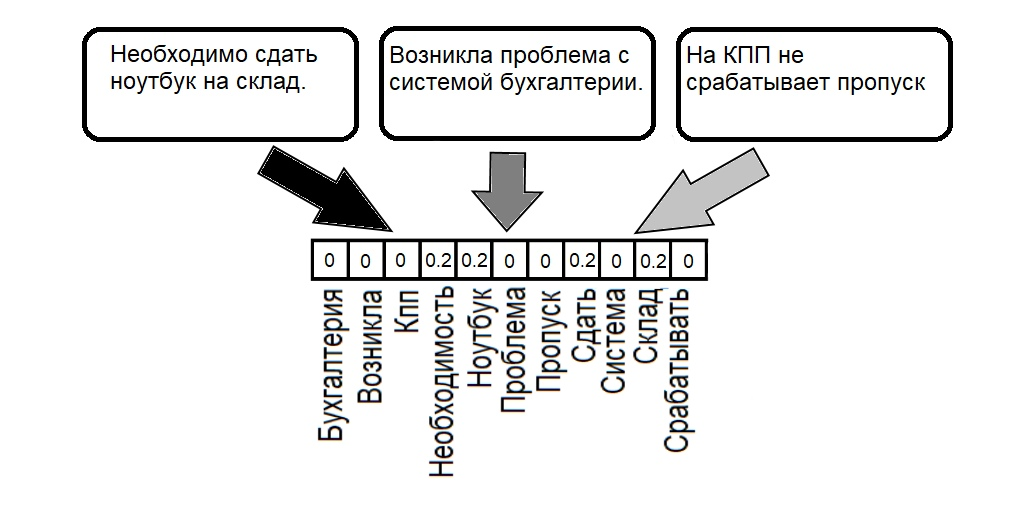 Необходимо сдать
ноутбук на склад.
Возникла проблема с
системой бухгалтерии.
На КПП не
срабатывает пропуск
0 0 0 0.2 0.2 0 0 0.2 0 0.2 0
Бухгалтерия
Возникла
Кпп
Необходимость
Ноутбук
Проблема
Пропуск
Сдать
Система
Склад
Срабатывать